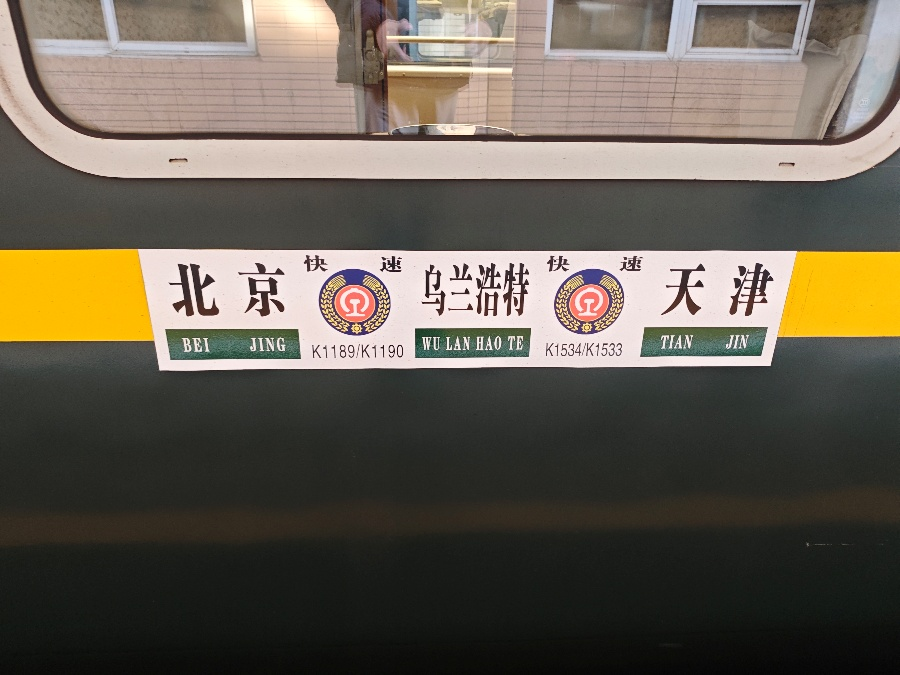 快 速 快 速
北 京 乌兰浩特 天 津
BEI JING K1189/K1190 WU LAN HAO TE K1534/K1533 TIAN JIN